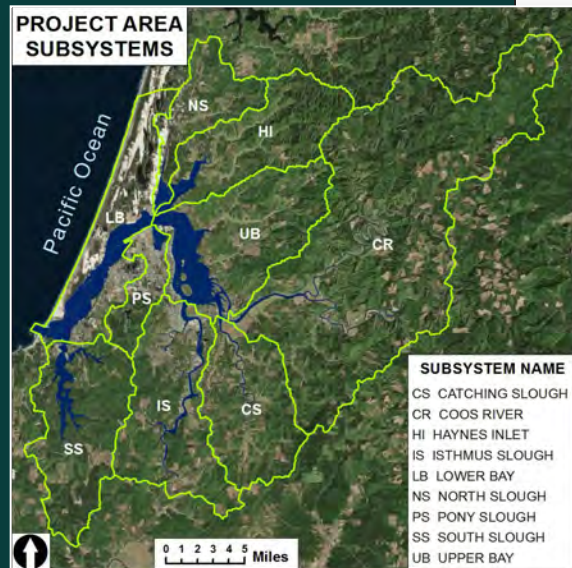 PROJECT AREA
SUBSYSTEMS
Pacific Ocean
NS
HI
LB
UB
CR
PS
IS
CS
SS
SUBSYSTEM NAME
CS CATCHING SLOUGH
CR COOS RIVER
HI HAYNES INLET
IS ISTHMUS SLOUGH
LB LOWER BAY
NS NORTH SLOUGH
PS PONY SLOUGH
SS SOUTH SLOUGH
UB UPPER BAY
0 1 2 3 4 5
Miles